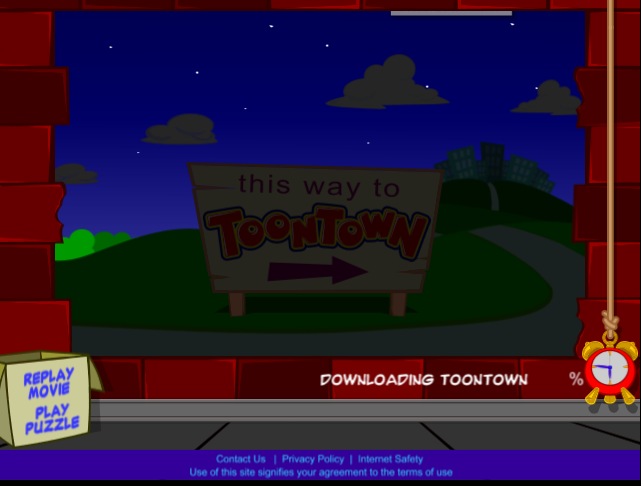 this way to
TOONTOWN
DOWNLOADING TOONTOWN %
REPLAY
MOVIE
PLAY
PUZZLE
Contact Us | Privacy Policy | Internet Safety
Use of this site signifies your agreement to the terms of use